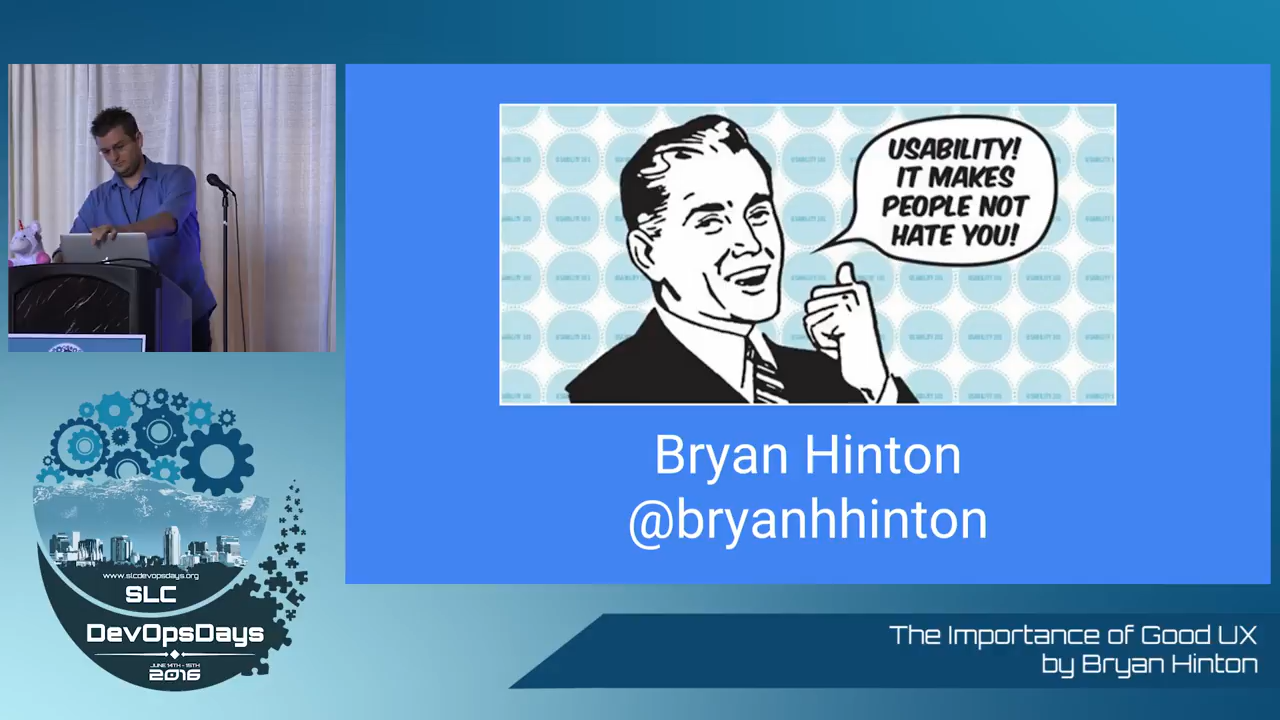 USABILITY!
IT MAKES
PEOPLE NOT
HATE YOU!
Bryan Hinton
@bryanhhinton
www.slcdevopsdays.org
SLC
DevOpsDays
JUNE 14TH - 15TH
2016
The Importance of Good UX
by Bryan Hinton